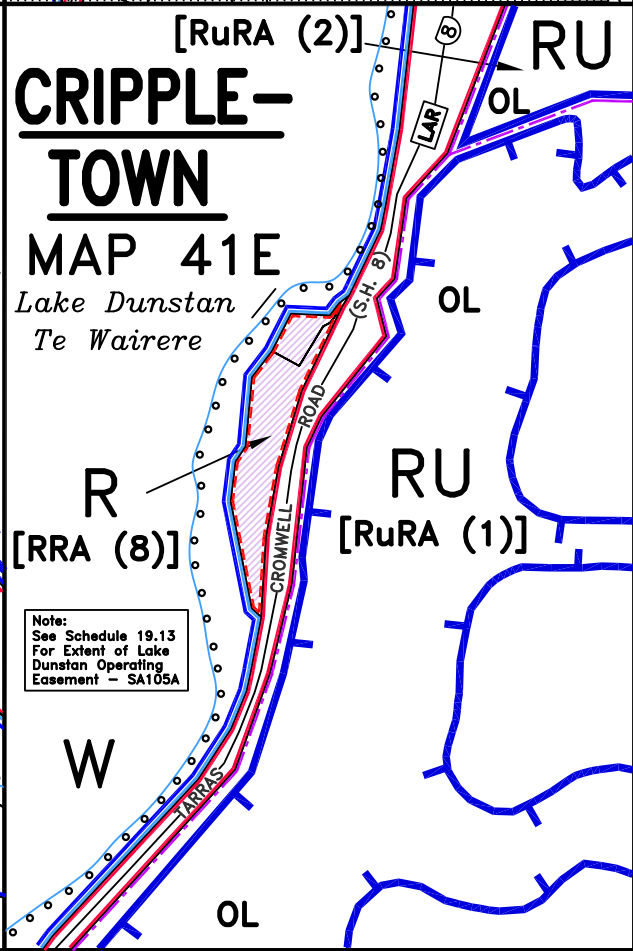 [RuRA (2)]
RU
8
CRIPPLE-
TOWN
OL
LAR
MAP 41E
Lake Dunstan
Te Wairere
(S.H. 8)
OL
ROAD
R
[RRA (8)]
RU
[RuRA (1)]
CROMWELL
Note:
See Schedule 19.13
For Extent of Lake
Dunstan Operating
Easement - SA105A
W
TARRAS
OL